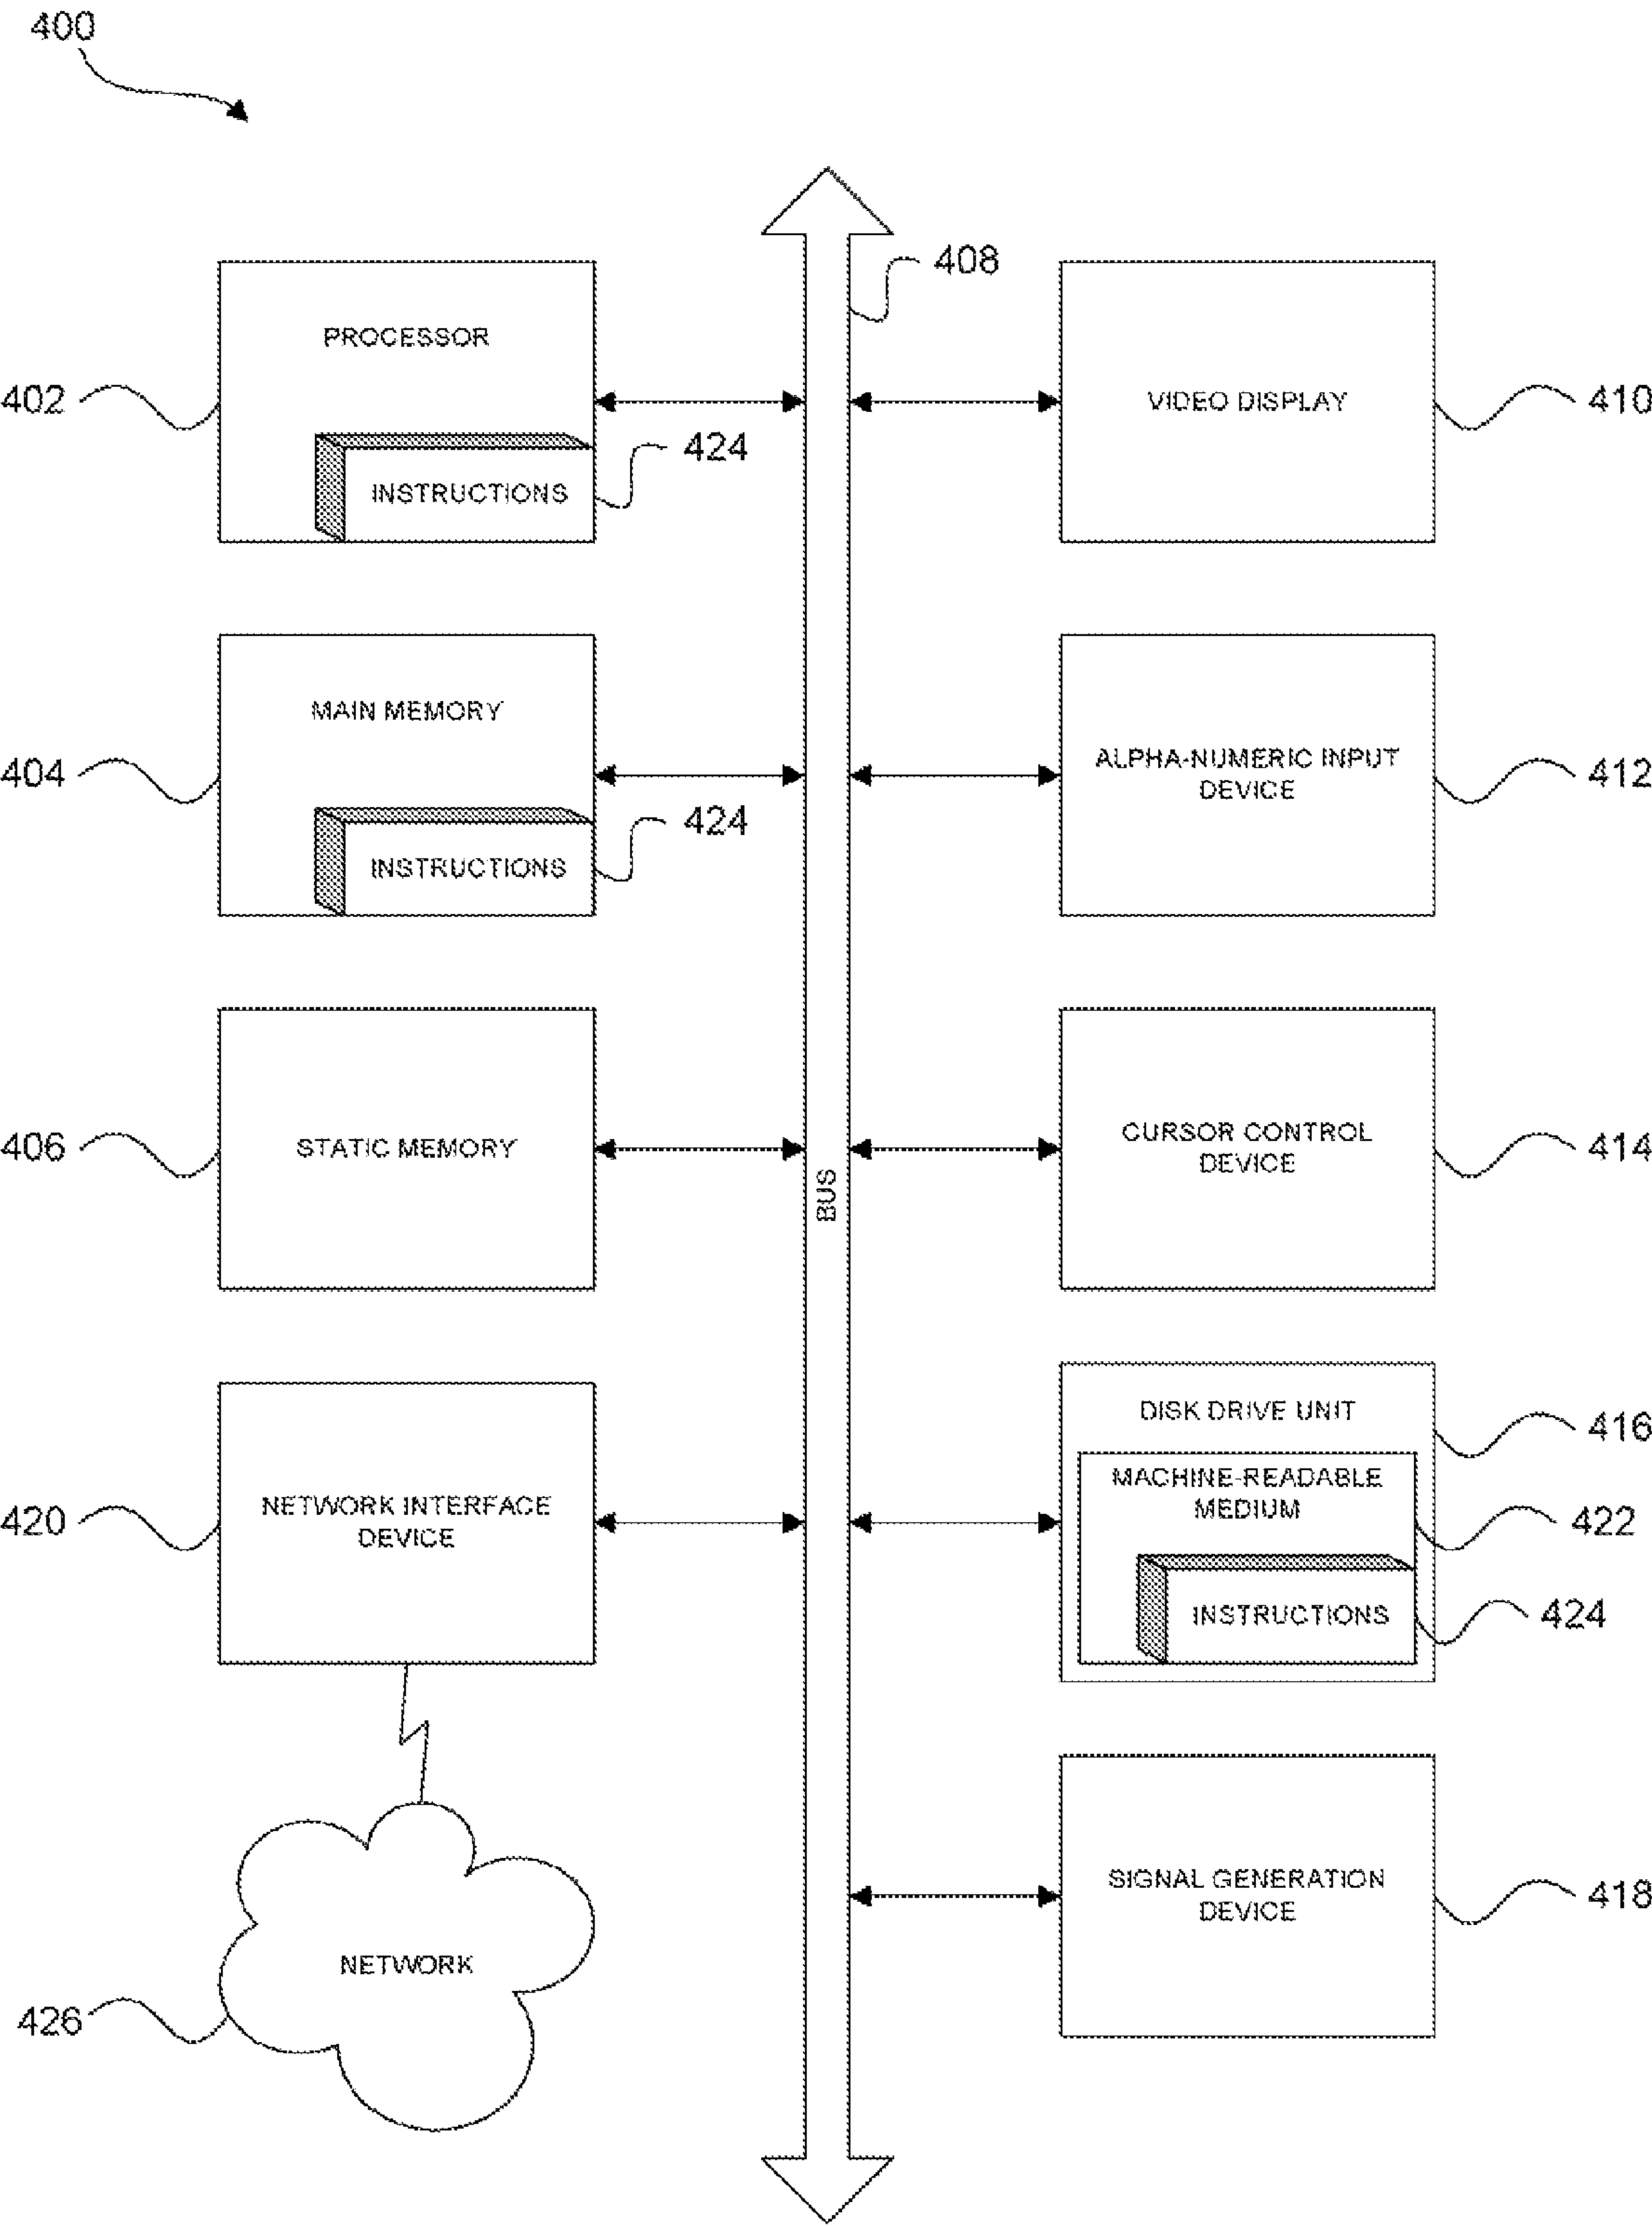 400
408
PROCESSOR
402
424
INSTRUCTIONS
VIDEO DISPLAY
410
MAIN MEMORY
404
424
INSTRUCTIONS
ALPHA-NUMERIC INPUT
DEVICE
412
406
STATIC MEMORY
BUS
CURSOR CONTROL
DEVICE
414
420
NETWORK INTERFACE
DEVICE
DISK DRIVE UNIT
416
MACHINE-READABLE
MEDIUM
422
INSTRUCTIONS
424
NETWORK
426
SIGNAL GENERATION
DEVICE
418